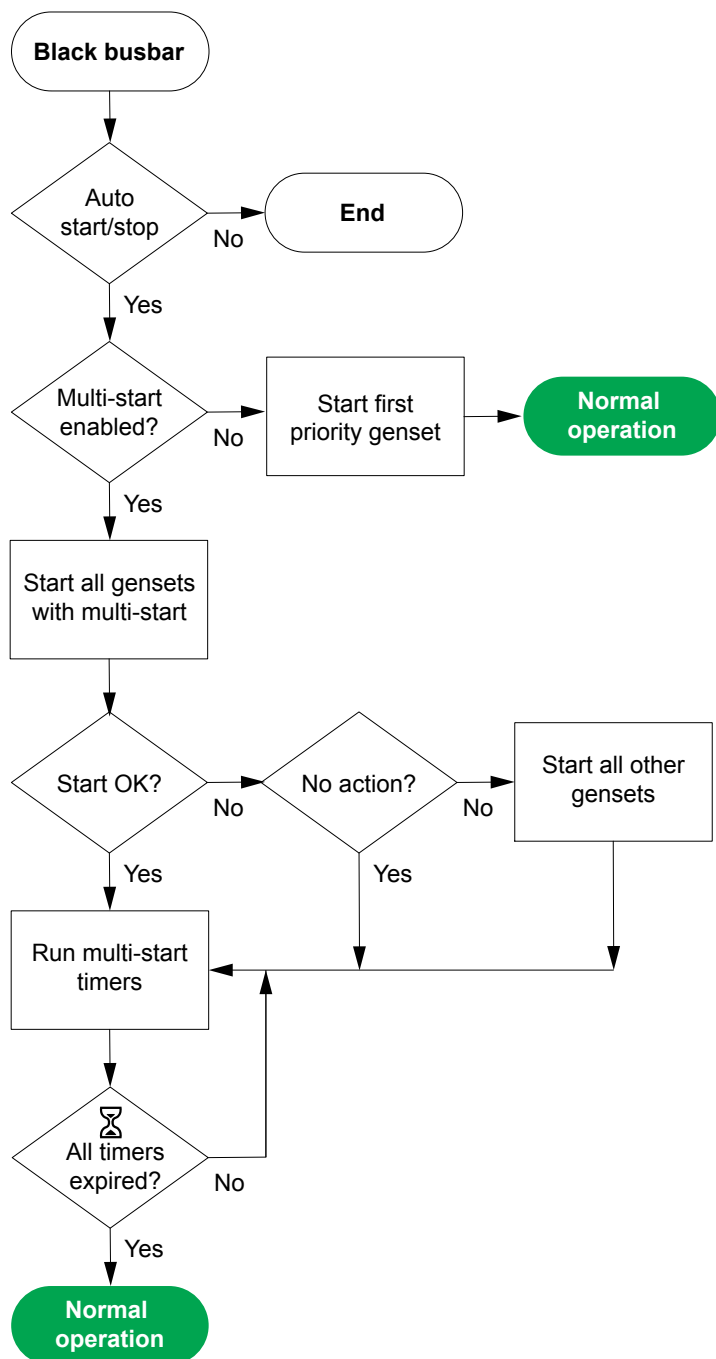 Black busbar
Auto
start/stop
No
End
Yes
Multi-start
enabled?
No
Start first
priority genset
Normal
operation
Yes
Start all gensets
with multi-start
Start OK?
No
No action?
No
Start all other
gensets
Yes
Yes
Run multi-start
timers
All timers
expired?
No
Yes
Normal
operation